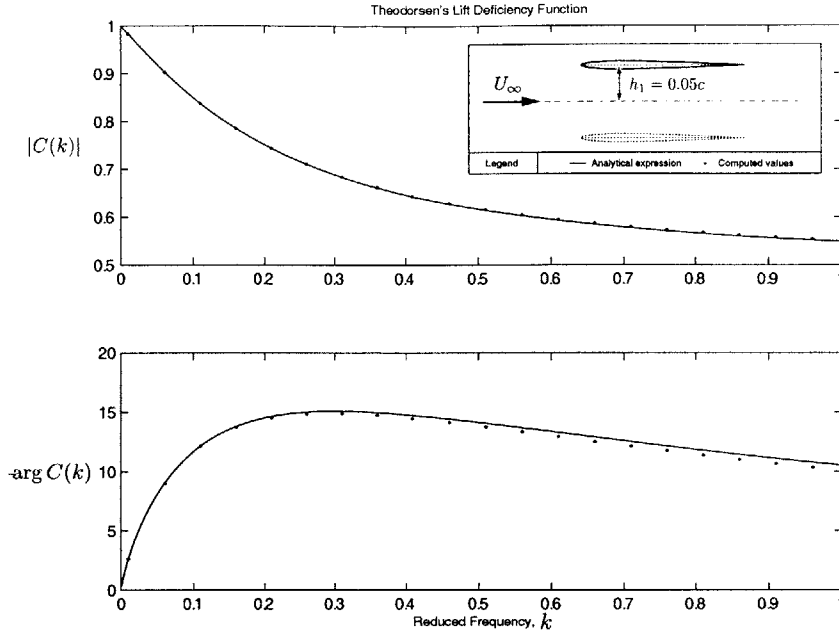 Theodorsen's Lift Deficiency Function
|C(k)|
1
0.9
0.8
0.7
0.6
0.5
0 0.1 0.2 0.3 0.4 0.5 0.6 0.7 0.8 0.9
U∞
h₁ = 0.05c
Legend — Analytical expression • Computed values
-arg C(k)
20
15
10
5
0
0 0.1 0.2 0.3 0.4 0.5 0.6 0.7 0.8 0.9
Reduced Frequency, k